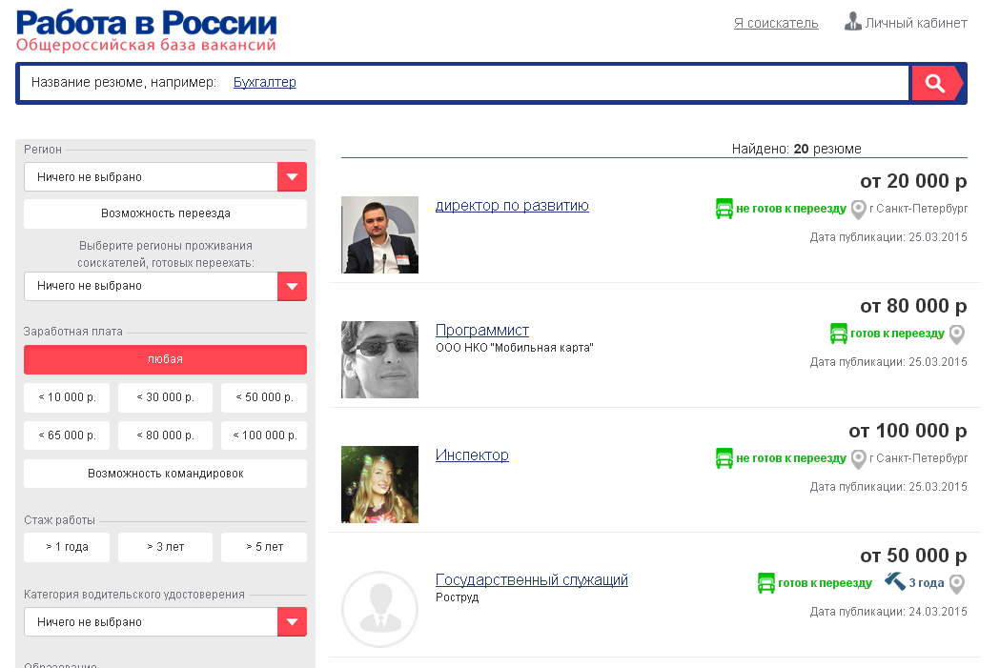 Работа в России
Общероссийская база вакансий
Я соискатель
Личный кабинет
Название резюме, например: Бухгалтер
Регион
Ничего не выбрано
Возможность переезда
Выберите регионы проживания
соискателей, готовых переехать:
Ничего не выбрано
Заработная плата
любая
< 10 000 р.
< 30 000 р.
< 50 000 р.
< 65 000 р.
< 80 000 р.
< 100 000 р.
Возможность командировок
Стаж работы
> 1 года
> 3 лет
> 5 лет
Категория водительского удостоверения
Ничего не выбрано
Образование
Найдено: 20 резюме
от 20 000 р
директор по развитию
не готов к переезду
г Санкт-Петербург
Дата публикации: 25.03.2015
от 80 000 р
Программист
ООО НКО "Мобильная карта"
готов к переезду
Дата публикации: 25.03.2015
от 100 000 р
Инспектор
не готов к переезду
г Санкт-Петербург
Дата публикации: 25.03.2015
от 50 000 р
Государственный служащий
Роструд
готов к переезду
3 года
Дата публикации: 24.03.2015